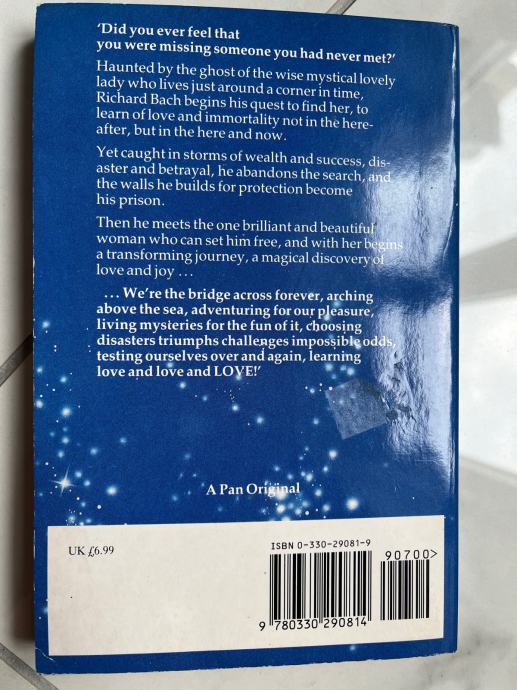 'Did you ever feel that
you were missing someone you had never met?'
Haunted by the ghost of the wise mystical lovely
lady who lives just around a corner in time,
Richard Bach begins his quest to find her, to
learn of love and immortality not in the here-
after, but in the here and now.
Yet caught in storms of wealth and success, dis-
aster and betrayal, he abandons the search, and
the walls he builds for protection become
his prison.
Then he meets the one brilliant and beautiful
woman who can set him free, and with her begins
a transforming journey, a magical discovery of
love and joy ...
... We're the bridge across forever, arching
above the sea, adventuring for our pleasure,
living mysteries for the fun of it, choosing
disasters triumphs challenges impossible odds,
testing ourselves over and again, learning
love and love and LOVE!'
A Pan Original
UK £6.99
ISBN 0-330-29081-9
90700>
9 780330 290814